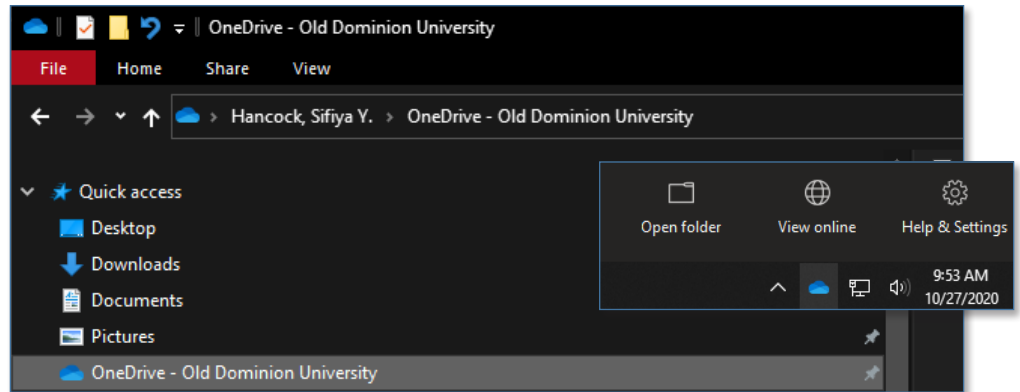 OneDrive - Old Dominion University
File Home Share View
Hancock, Sifiya Y. > OneDrive - Old Dominion University
Quick access
Desktop
Downloads
Documents
Pictures
OneDrive - Old Dominion University
Open folder View online Help & Settings
9:53 AM
10/27/2020